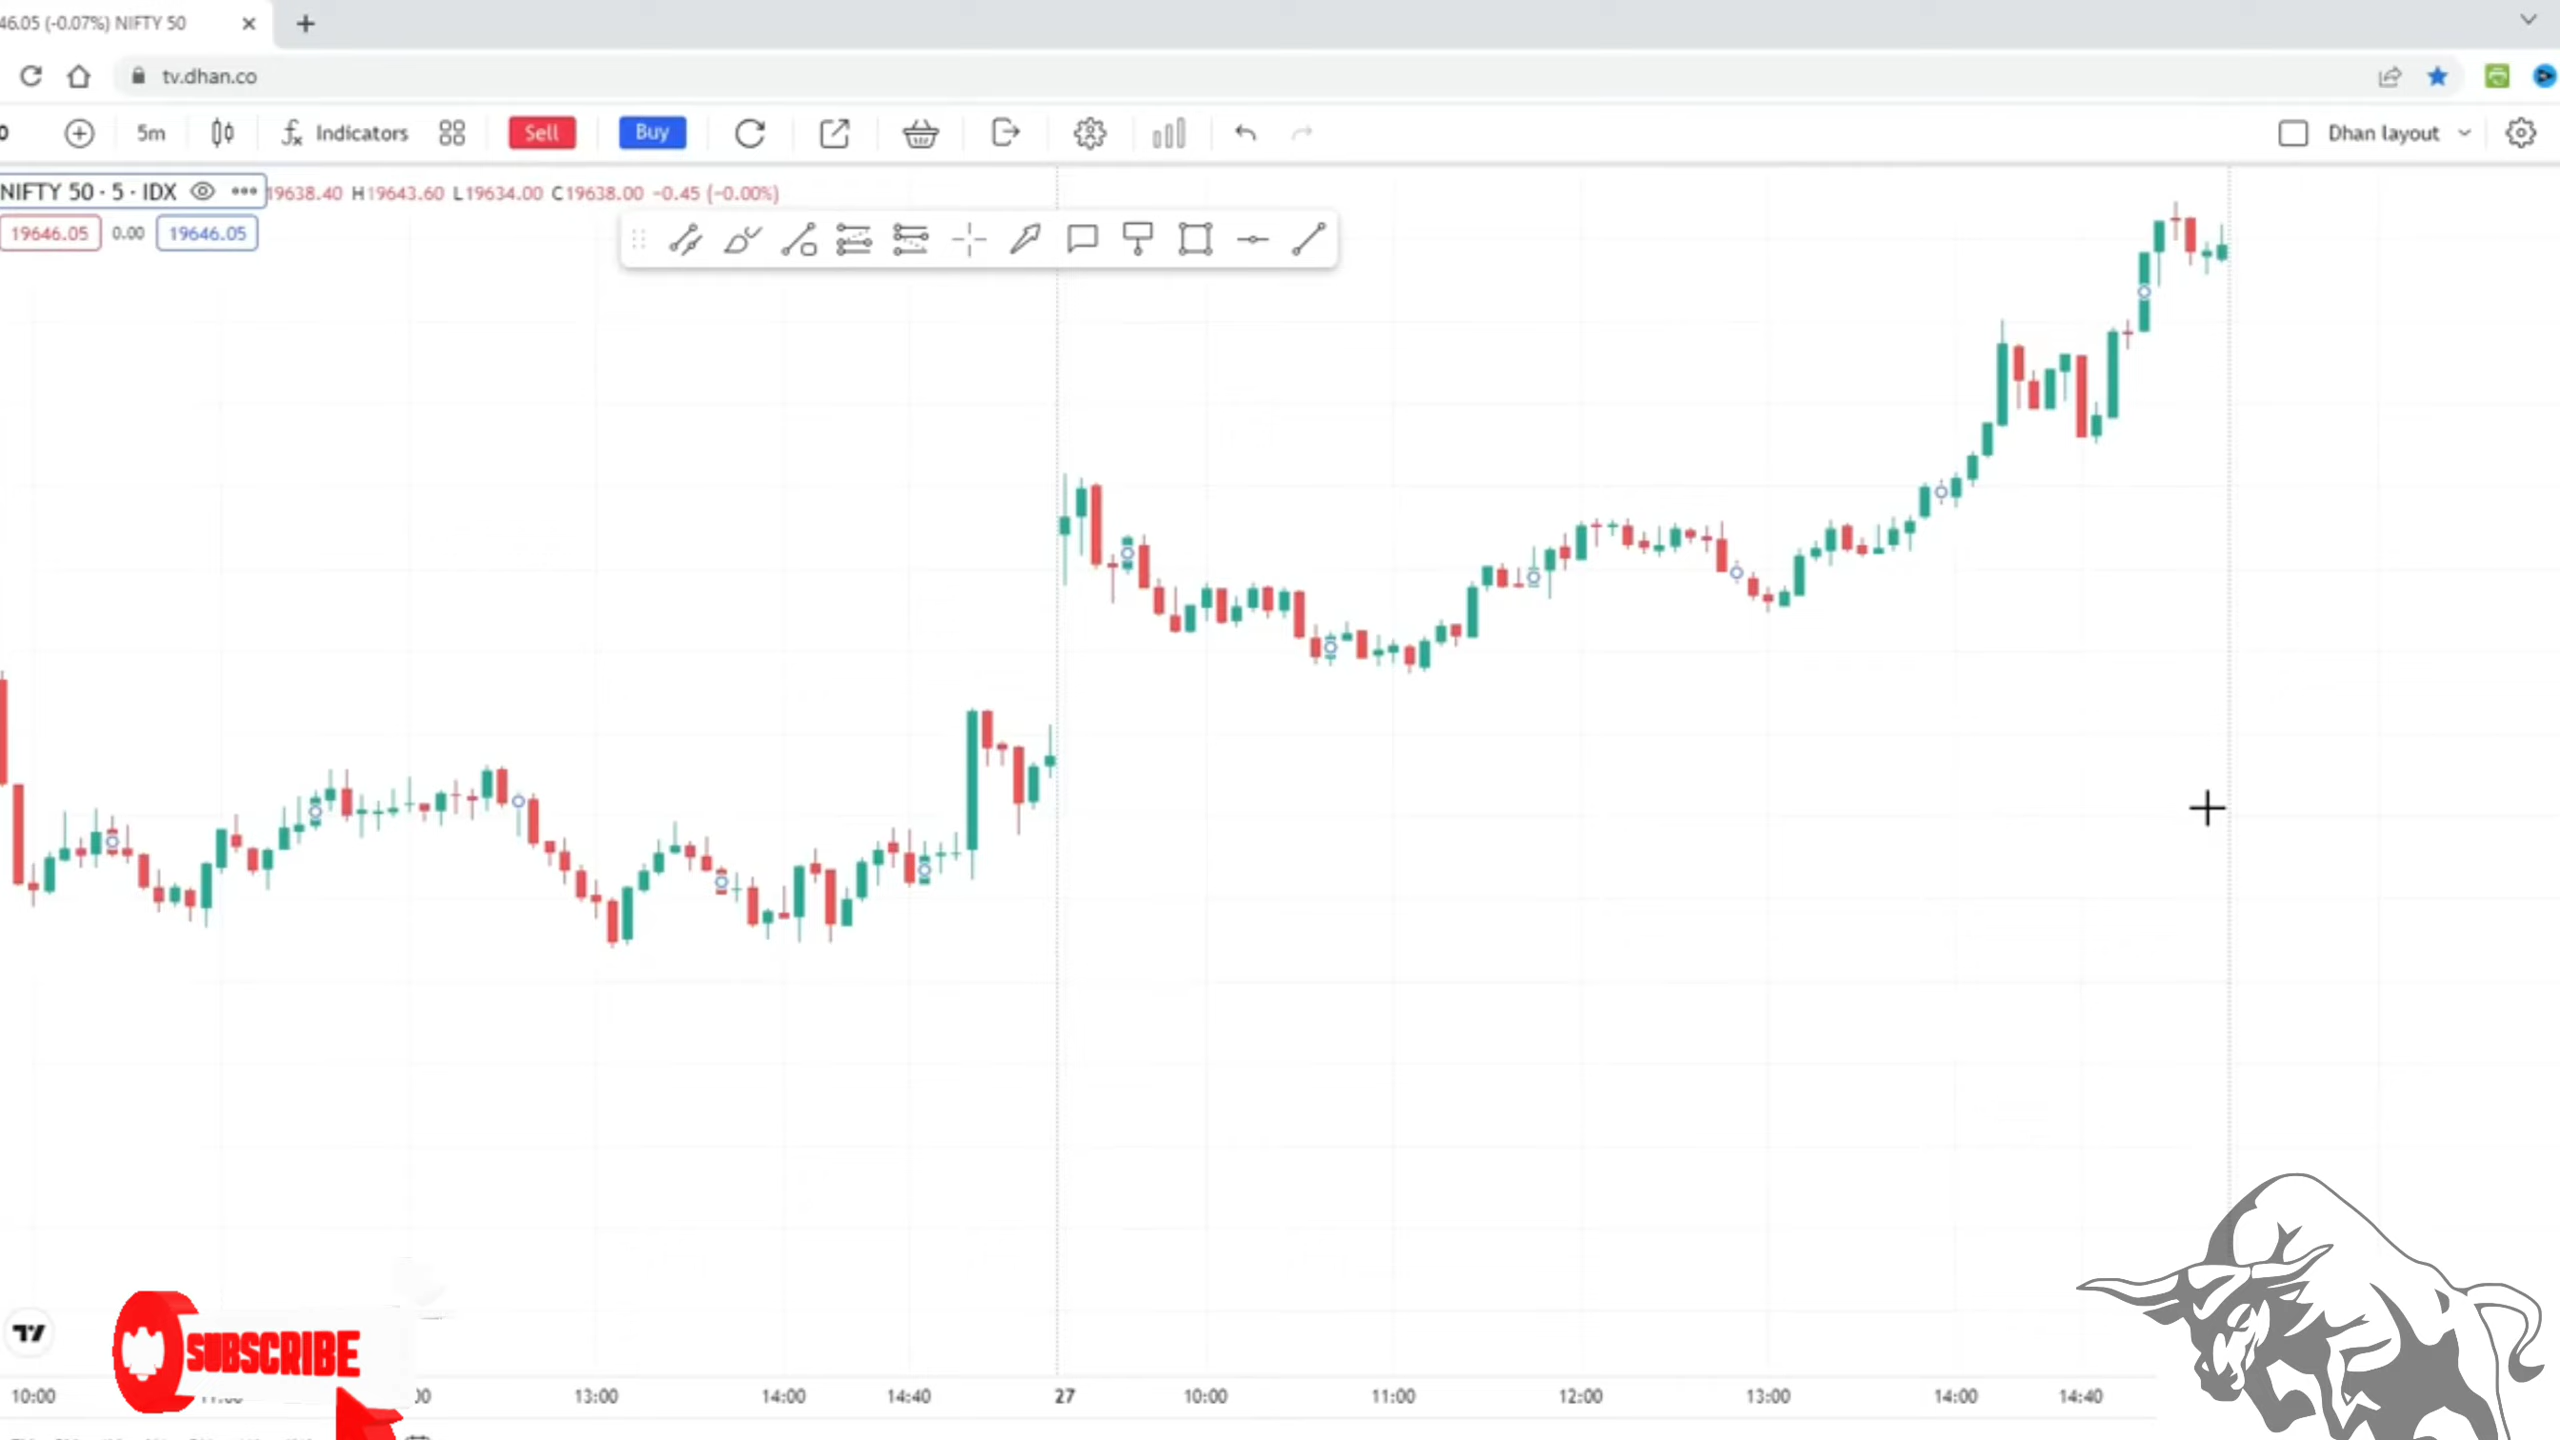 46.05 (-0.07%) NIFTY 50
tv.dhan.co
5m Indicators Sell Buy Dhan layout
NIFTY 50 · 5 · IDX 19638.40 H19643.60 L19634.00 C19638.00 −0.45 (−0.00%)
19646.05 0.00 19646.05
SUBSCRIBE
10:00 13:00 14:00 14:40 27 10:00 11:00 12:00 13:00 14:00 14:40